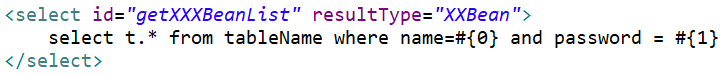 <select id="getXXXBeanList" resultType="XXBean">
select t.* from tableName where name=#{0} and password = #{1}
</select>